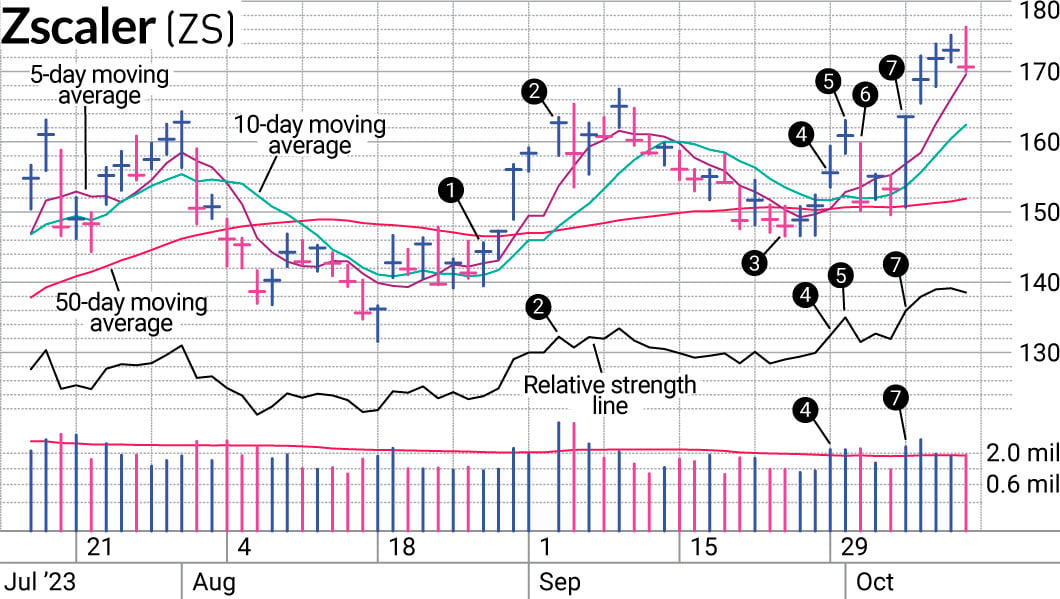 Zscaler (ZS)
180
5-day moving
average
170
2
7
5
6
10-day moving
average
4
160
1
150
3
50-day moving
average
140
7
5
4
2
130
Relative strength
line
7
4
2.0 mil
0.6 mil
21 4 18 1 15 29
Jul ’23 Aug Sep Oct